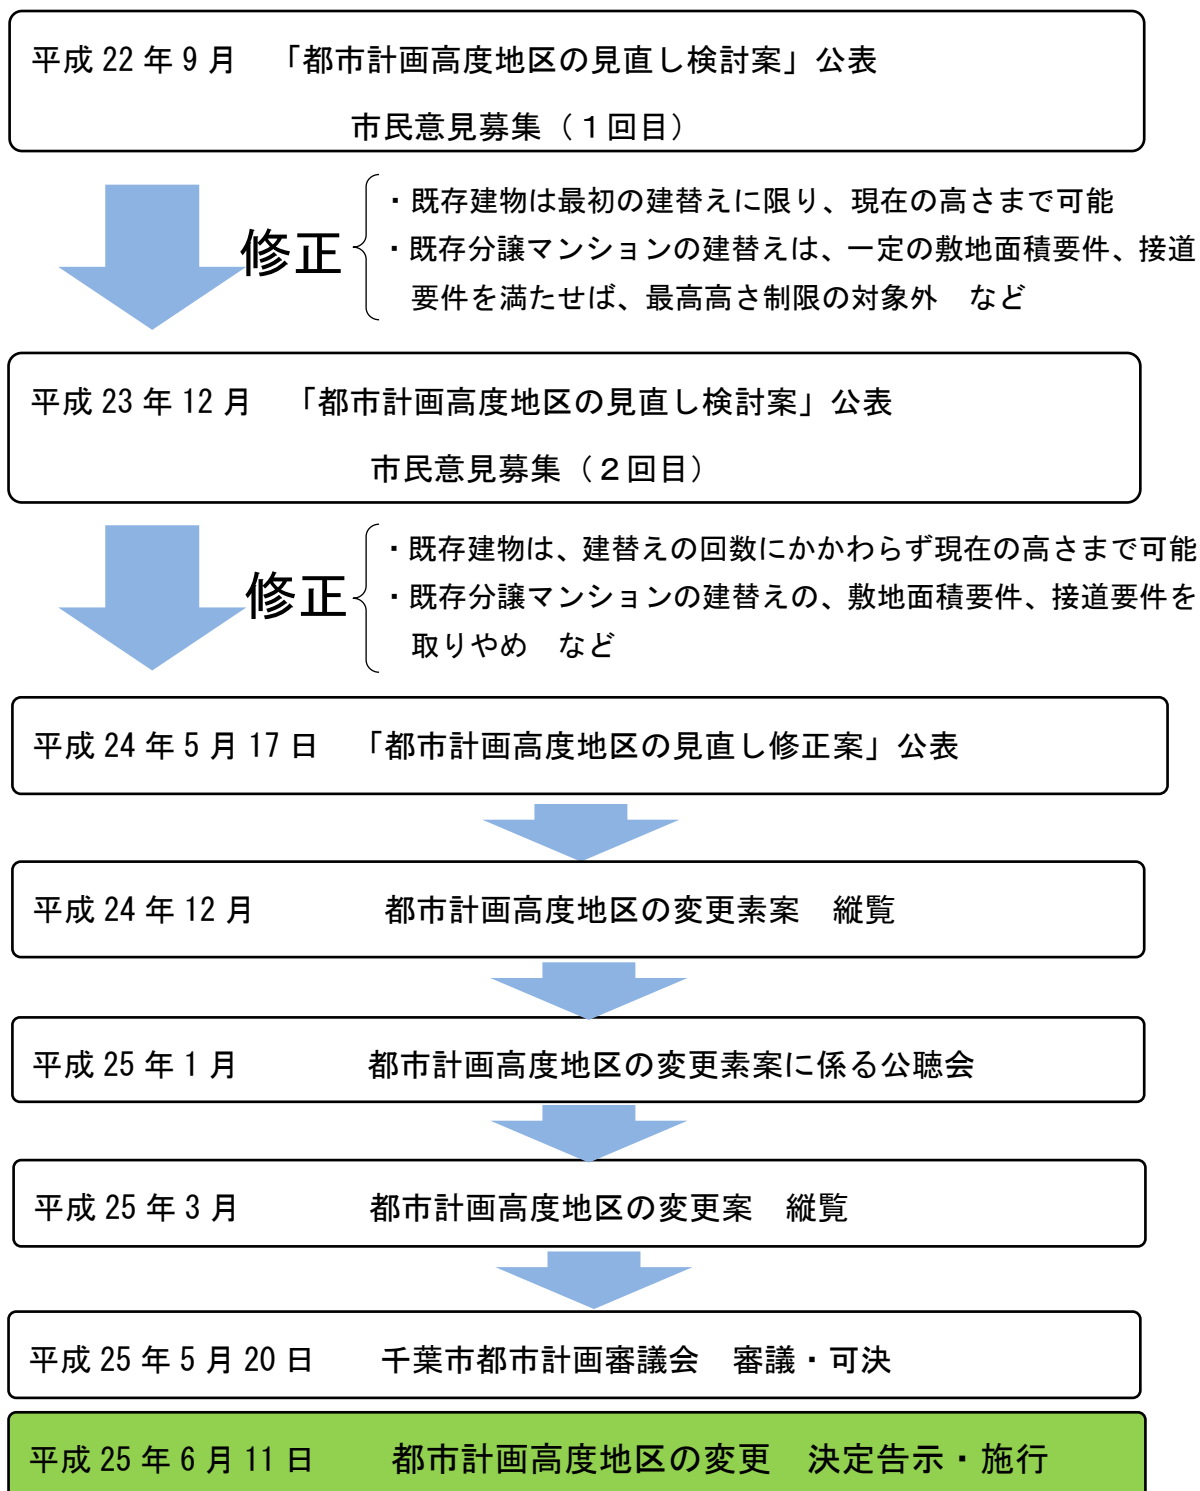 平成 22 年 9 月　「都市計画高度地区の見直し検討案」公表
市民意見募集（１回目）
修正
・既存建物は最初の建替えに限り、現在の高さまで可能
・既存分譲マンションの建替えは、一定の敷地面積要件、接道
要件を満たせば、最高高さ制限の対象外　など
平成 23 年 12 月　「都市計画高度地区の見直し検討案」公表
市民意見募集（２回目）
修正
・既存建物は、建替えの回数にかかわらず現在の高さまで可能
・既存分譲マンションの建替えの、敷地面積要件、接道要件を
取りやめ　など
平成 24 年 5 月 17 日　「都市計画高度地区の見直し修正案」公表
平成 24 年 12 月　都市計画高度地区の変更素案　縦覧
平成 25 年 1 月　都市計画高度地区の変更素案に係る公聴会
平成 25 年 3 月　都市計画高度地区の変更案　縦覧
平成 25 年 5 月 20 日　千葉市都市計画審議会　審議・可決
平成 25 年 6 月 11 日　都市計画高度地区の変更　決定告示・施行